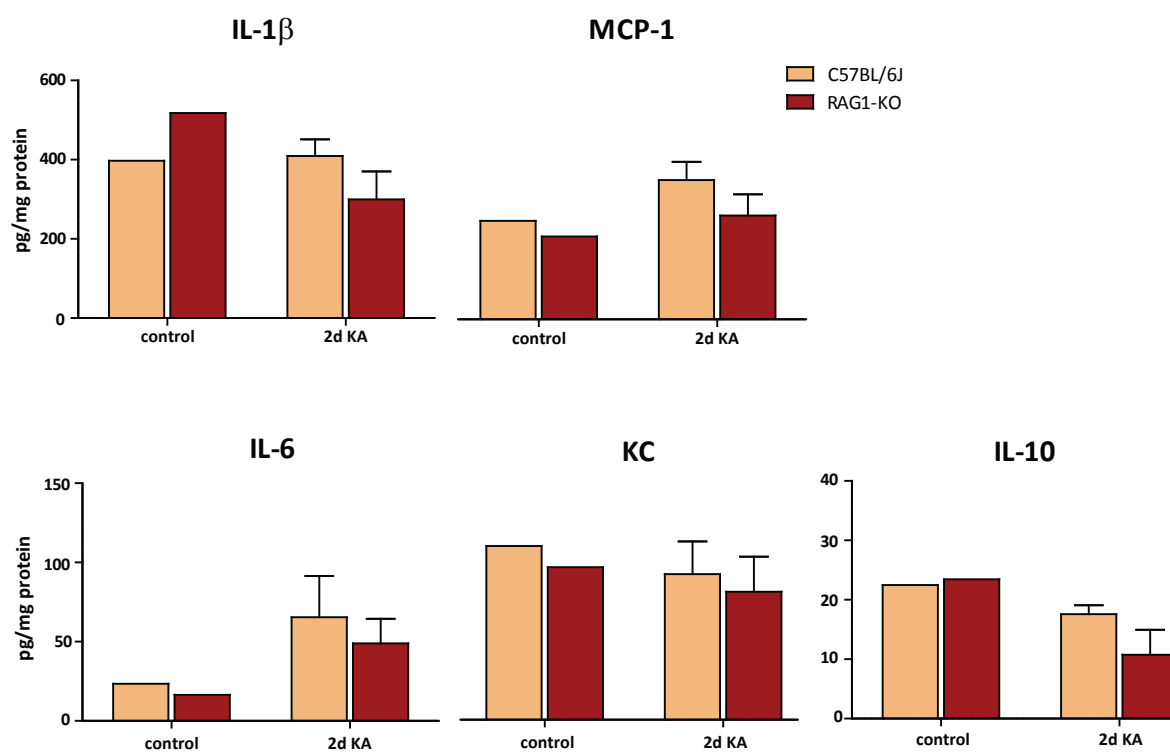 IL-1β
MCP-1
C57BL/6J
RAG1-KO
600
400
200
0
pg/mg protein
control
2d KA
control
2d KA
IL-6
KC
IL-10
150
100
50
0
pg/mg protein
control
2d KA
control
2d KA
40
30
20
10
0
control
2d KA